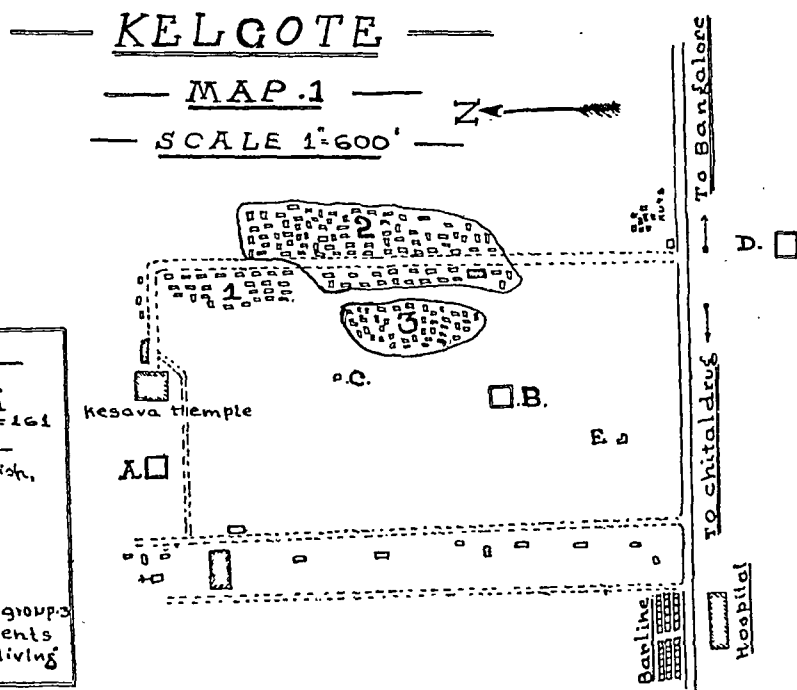 KELGOTE
MAP.1
SCALE 1"=600'
N
To Bangalore
Huts
D.
2
1
3
C.
B.
E
Kesava temple
A
To chitaldrug
=161
group.3
ents
living
Barline
Hospital